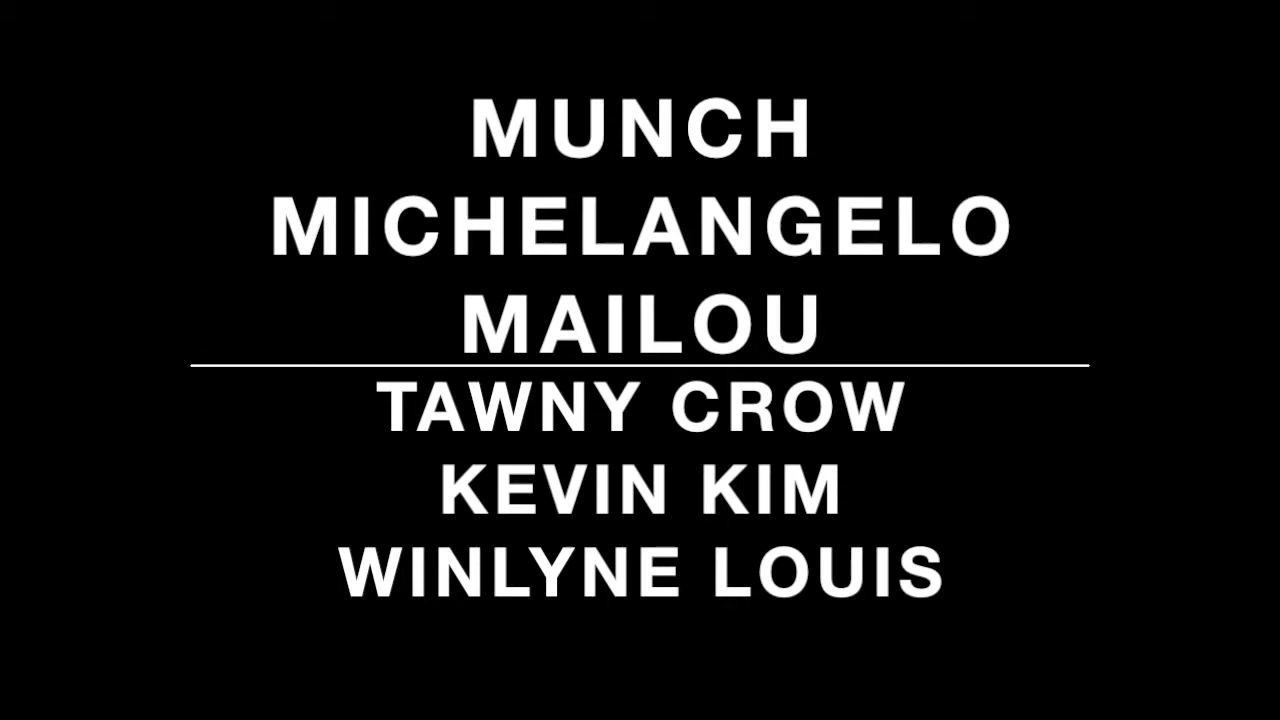 MUNCH
MICHELANGELO
MAILOU
TAWNY CROW
KEVIN KIM
WINLYNE LOUIS